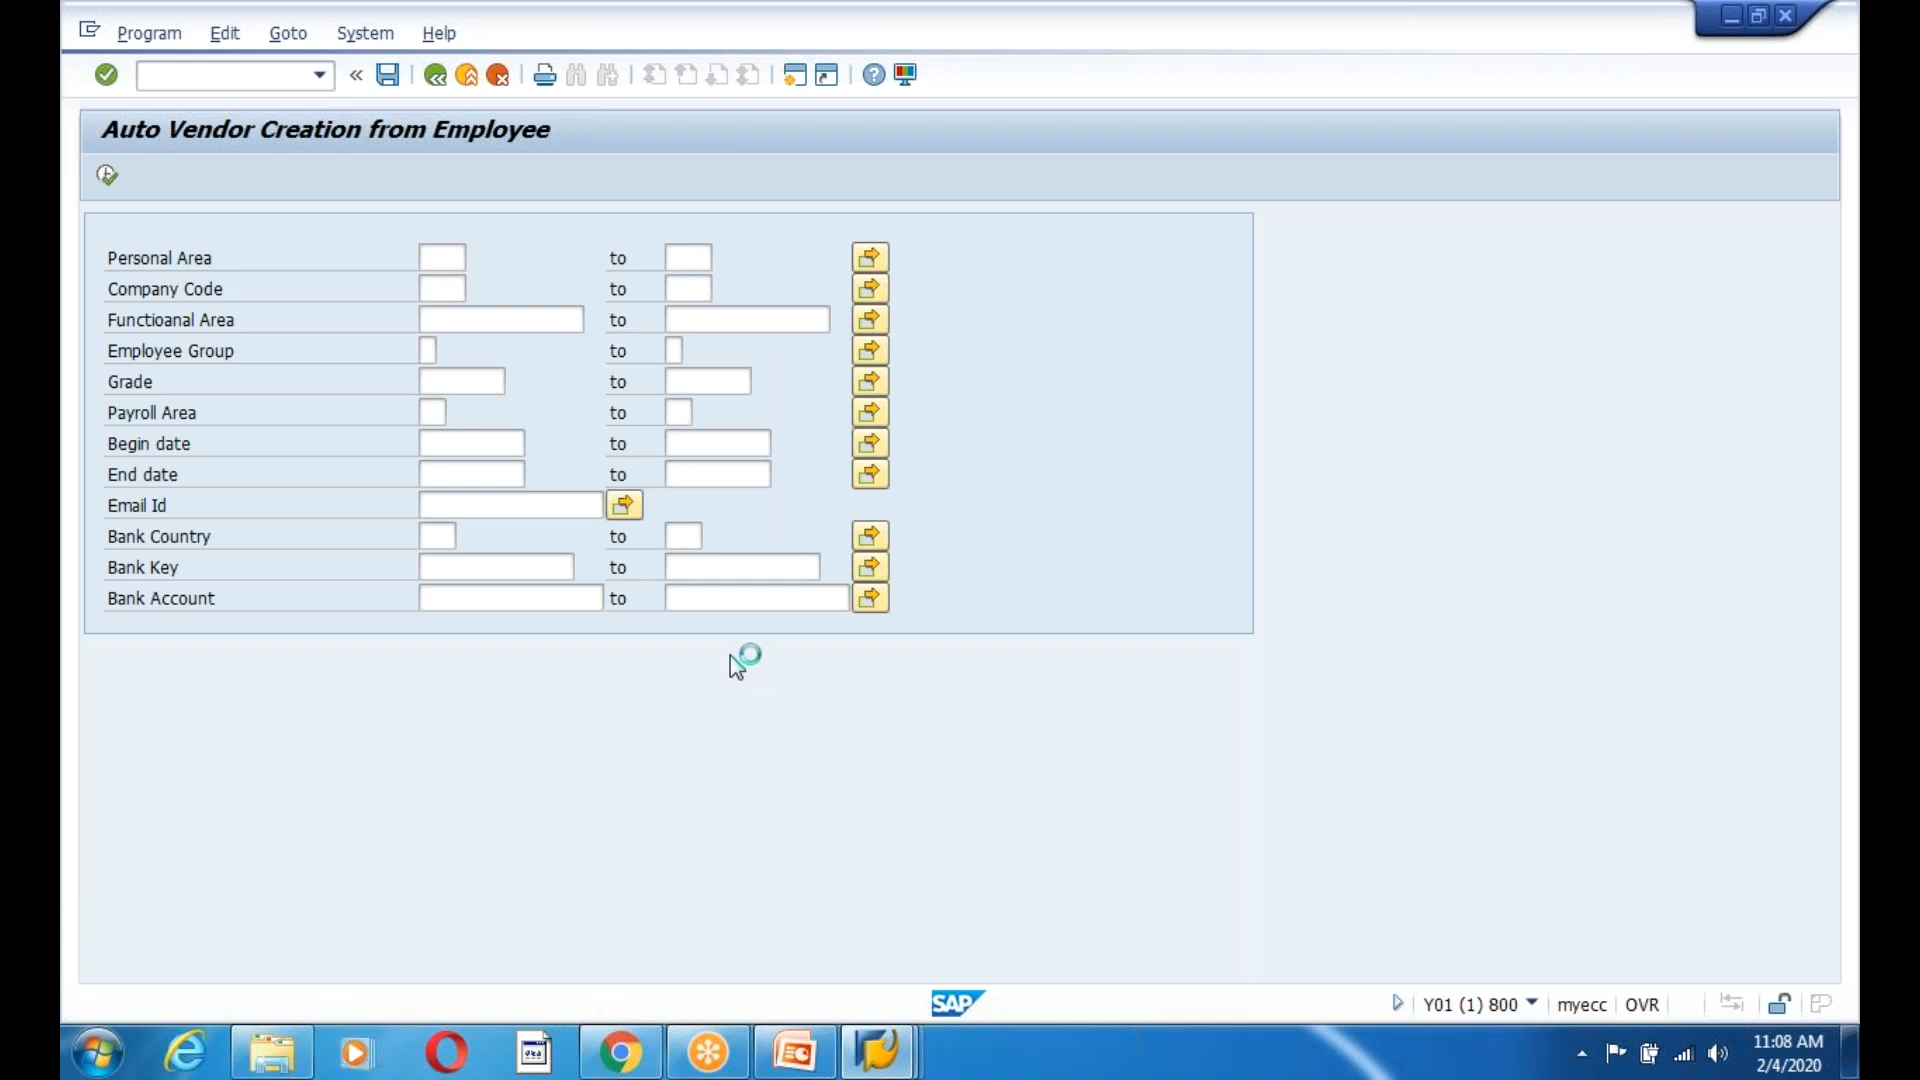 Program Edit Goto System Help
Auto Vendor Creation from Employee
Personal Area to
Company Code to
Functioanal Area to
Employee Group to
Grade to
Payroll Area to
Begin date to
End date to
Email Id
Bank Country to
Bank Key to
Bank Account to
SAP
Y01 (1) 800 myecc OVR
11:08 AM
2/4/2020